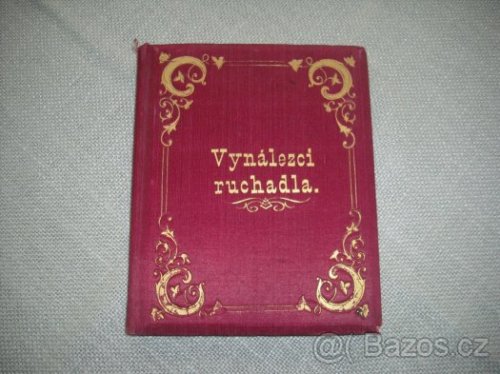 Vynálezci
ruchadla.
@( Bazos.cz